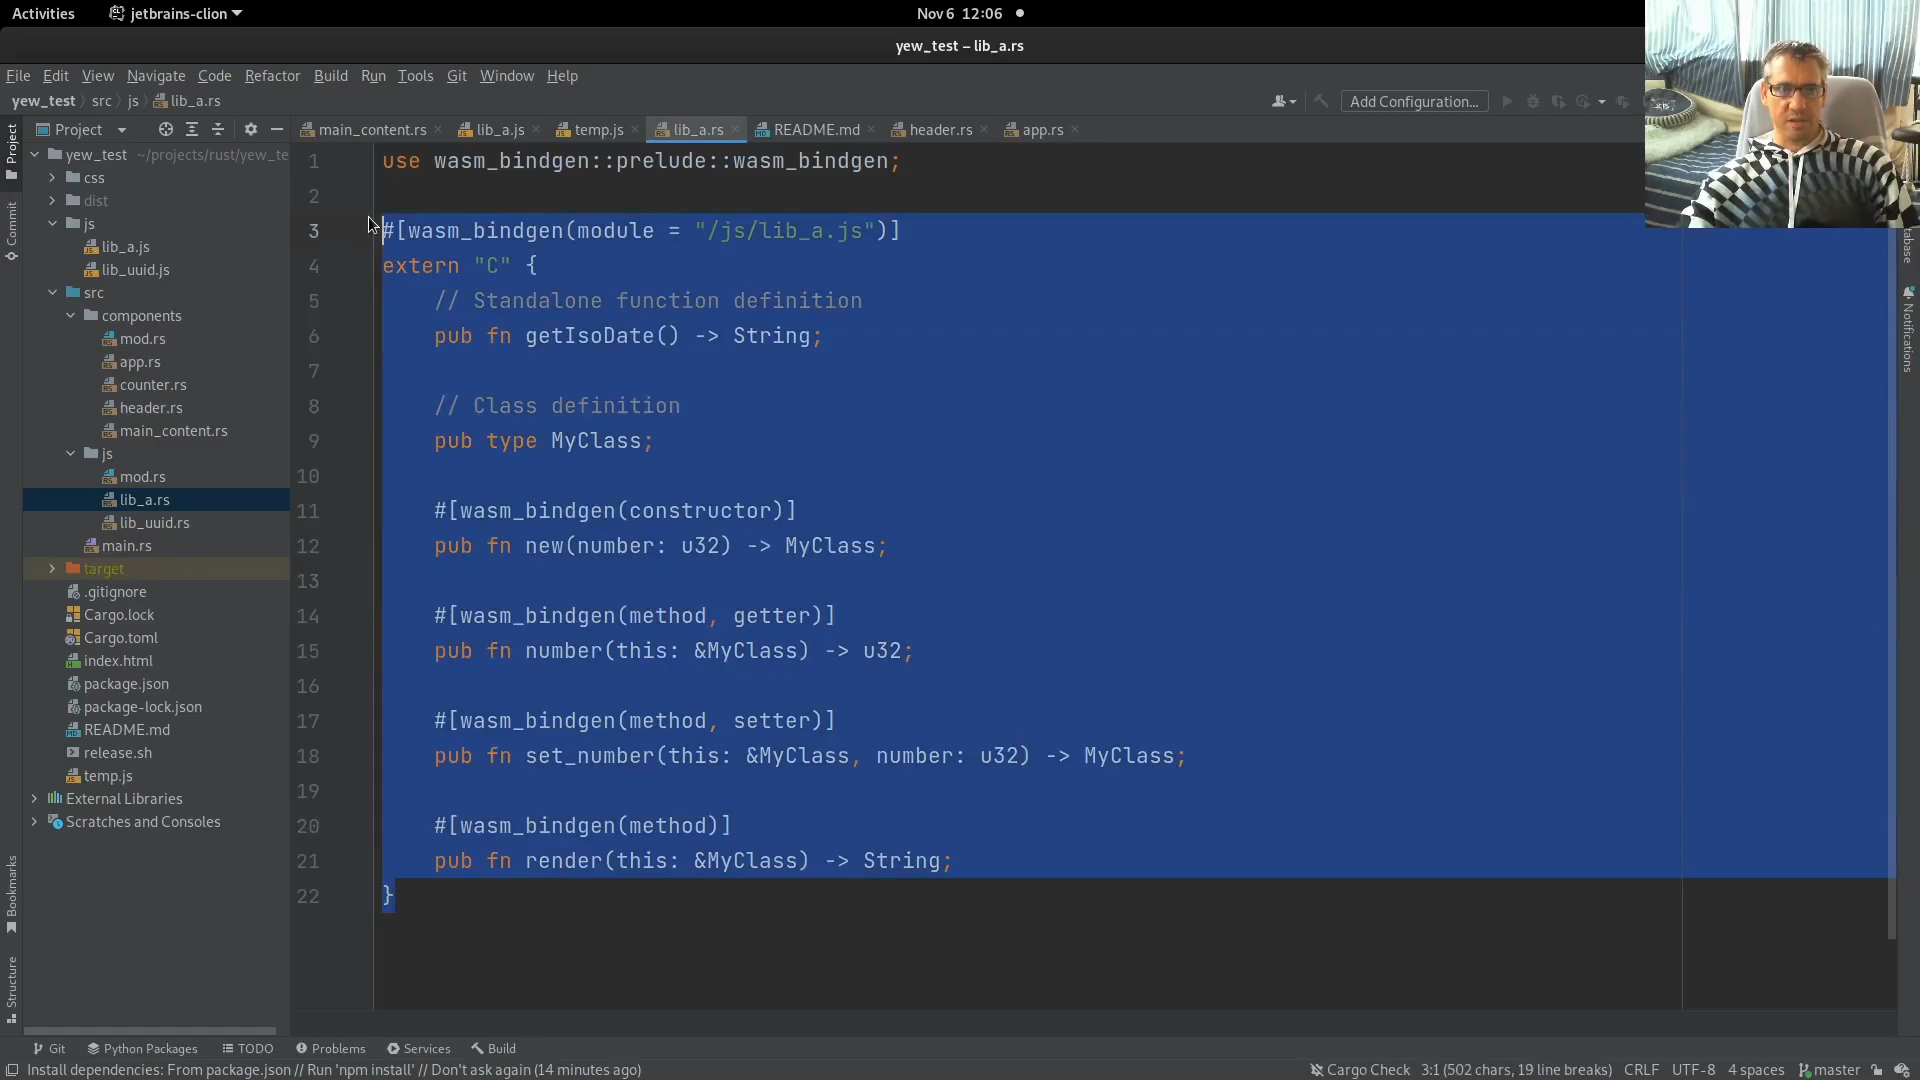 Activities
jetbrains-clion
Nov 6 12:06
yew_test – lib_a.rs
File Edit View Navigate Code Refactor Build Run Tools Git Window Help
yew_test src js lib_a.rs
Add Configuration...
Project
main_content.rs lib_a.js temp.js lib_a.rs README.md header.rs app.rs
Project
Commit
Bookmarks
Structure
yew_test ~/projects/rust/yew_te
css
dist
js
lib_a.js
lib_uuid.js
src
components
mod.rs
app.rs
counter.rs
header.rs
main_content.rs
js
mod.rs
lib_a.rs
lib_uuid.rs
main.rs
target
.gitignore
Cargo.lock
Cargo.toml
index.html
package.json
package-lock.json
README.md
release.sh
temp.js
External Libraries
Scratches and Consoles
1 use wasm_bindgen::prelude::wasm_bindgen;
2
3 #[wasm_bindgen(module = "/js/lib_a.js")]
4 extern "C" {
5 // Standalone function definition
6 pub fn getIsoDate() -> String;
7
8 // Class definition
9 pub type MyClass;
10
11 #[wasm_bindgen(constructor)]
12 pub fn new(number: u32) -> MyClass;
13
14 #[wasm_bindgen(method, getter)]
15 pub fn number(this: &MyClass) -> u32;
16
17 #[wasm_bindgen(method, setter)]
18 pub fn set_number(this: &MyClass, number: u32) -> MyClass;
19
20 #[wasm_bindgen(method)]
21 pub fn render(this: &MyClass) -> String;
22 }
Notifications
Git Python Packages TODO Problems Services Build
Install dependencies: From package.json // Run 'npm install' // Don't ask again (14 minutes ago)
Cargo Check 3:1 (502 chars, 19 line breaks) CRLF UTF-8 4 spaces master